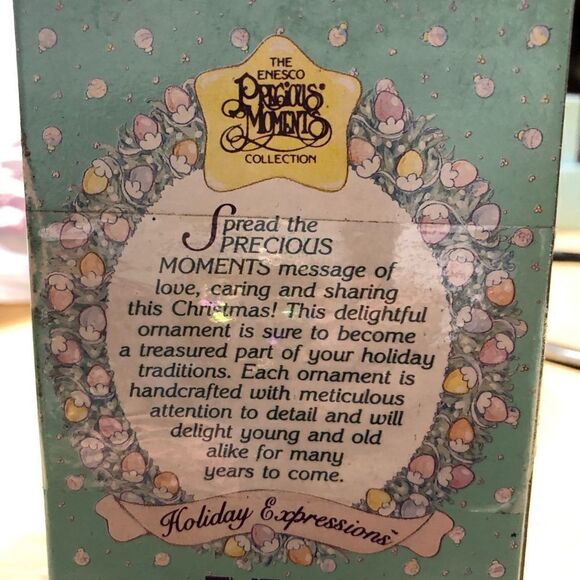 THE
ENESCO
PRECIOUS
MOMENTS
COLLECTION
Spread the
PRECIOUS
MOMENTS message of
love, caring and sharing
this Christmas! This delightful
ornament is sure to become
a treasured part of your holiday
traditions. Each ornament is
handcrafted with meticulous
attention to detail and will
delight young and old
alike for many
years to come.
Holiday Expressions™